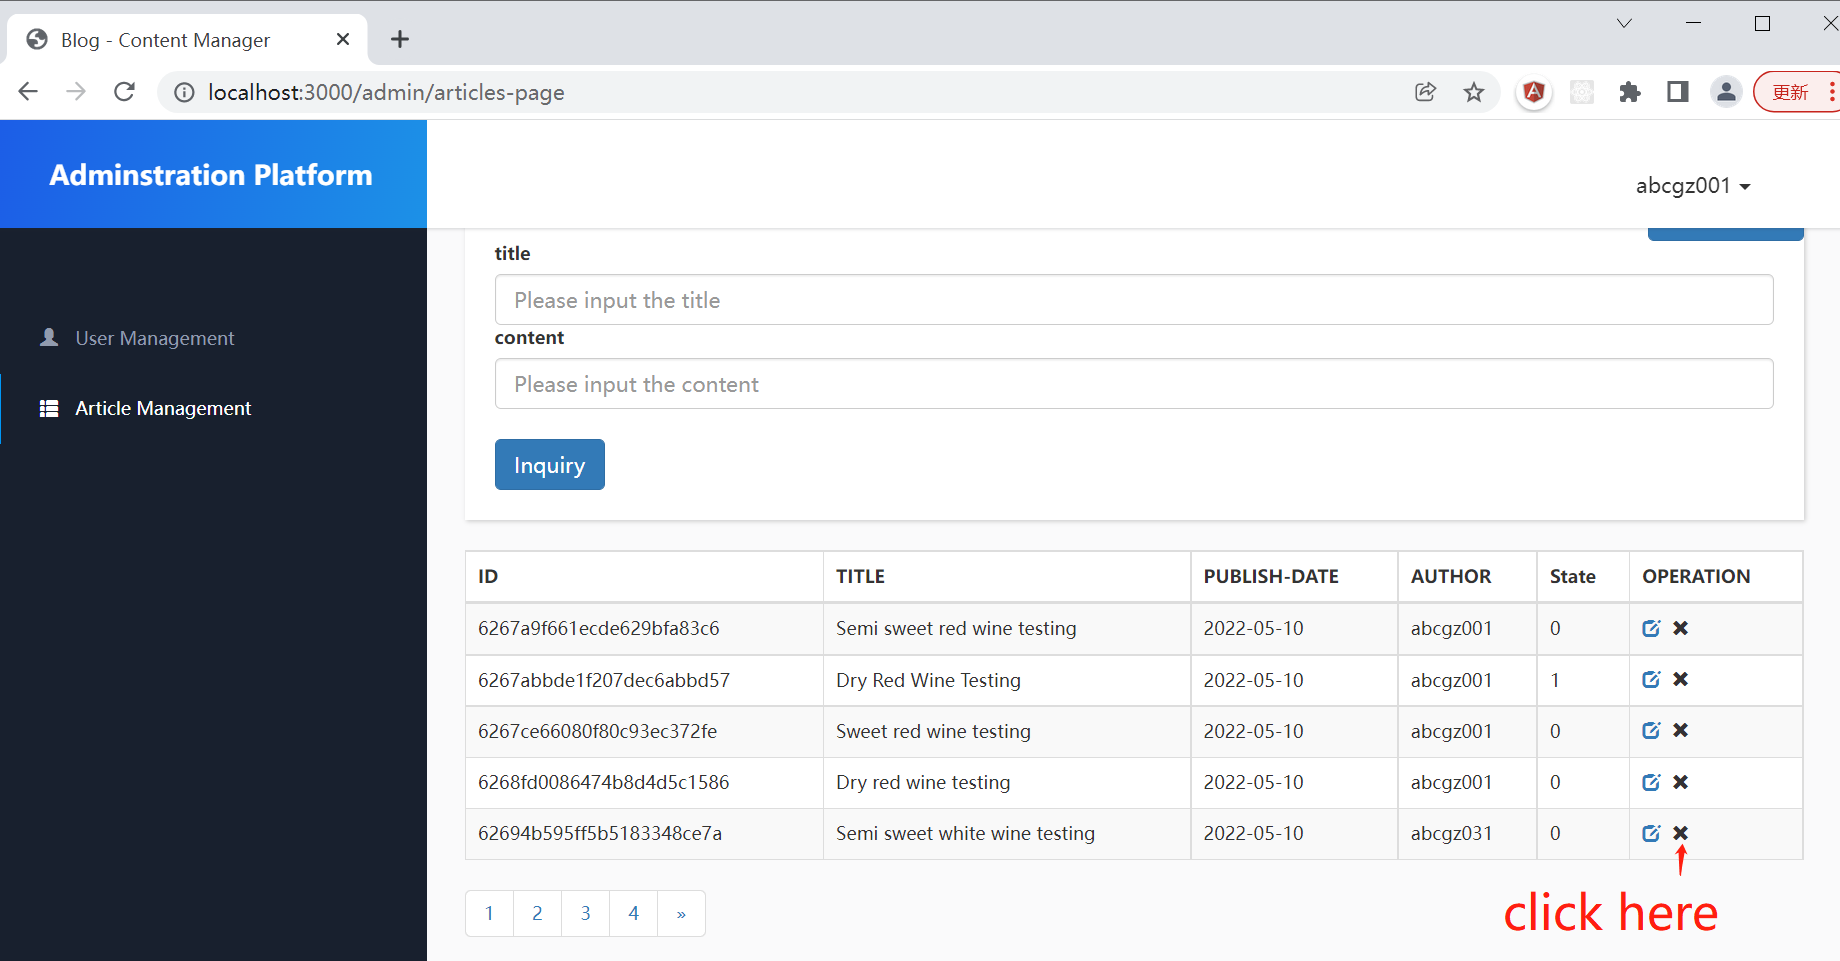 Blog - Content Manager
localhost:3000/admin/articles-page
更新
Adminstration Platform
abcgz001
User Management
Article Management
title
Please input the title
content
Please input the content
Inquiry
ID TITLE PUBLISH-DATE AUTHOR State OPERATION
6267a9f661ecde629bfa83c6 Semi sweet red wine testing 2022-05-10 abcgz001 0
6267abbde1f207dec6abbd57 Dry Red Wine Testing 2022-05-10 abcgz001 1
6267ce66080f80c93ec372fe Sweet red wine testing 2022-05-10 abcgz001 0
6268fd0086474b8d4d5c1586 Dry red wine testing 2022-05-10 abcgz001 0
62694b595ff5b5183348ce7a Semi sweet white wine testing 2022-05-10 abcgz031 0
1 2 3 4 »
click here